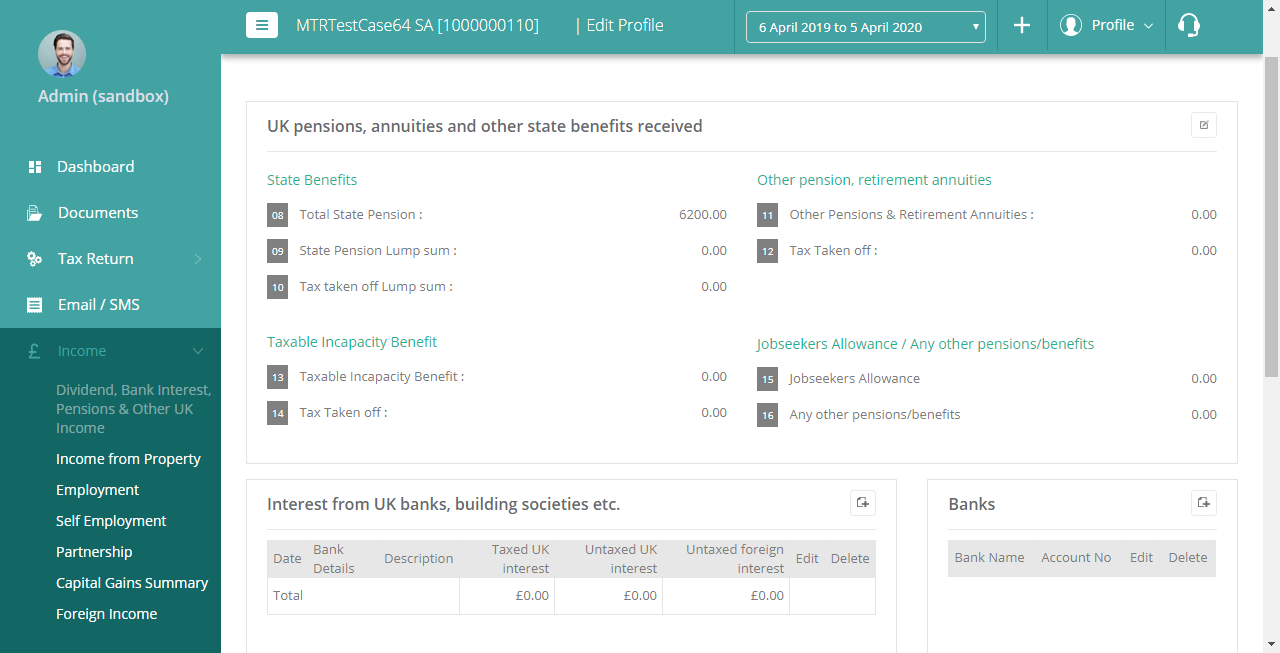 MTRTestCase64 SA [1000000110]
| Edit Profile
6 April 2019 to 5 April 2020
Profile
Admin (sandbox)
Dashboard
Documents
Tax Return
Email / SMS
Income
Dividend, Bank Interest,
Pensions & Other UK
Income
Income from Property
Employment
Self Employment
Partnership
Capital Gains Summary
Foreign Income
UK pensions, annuities and other state benefits received
State Benefits
08 Total State Pension : 6200.00
09 State Pension Lump sum : 0.00
10 Tax taken off Lump sum : 0.00
Other pension, retirement annuities
11 Other Pensions & Retirement Annuities : 0.00
12 Tax Taken off : 0.00
Taxable Incapacity Benefit
13 Taxable Incapacity Benefit : 0.00
14 Tax Taken off : 0.00
Jobseekers Allowance / Any other pensions/benefits
15 Jobseekers Allowance 0.00
16 Any other pensions/benefits 0.00
Interest from UK banks, building societies etc.
Date Bank Details Description Taxed UK interest Untaxed UK interest Untaxed foreign interest Edit Delete
Total £0.00 £0.00 £0.00
Banks
Bank Name Account No Edit Delete